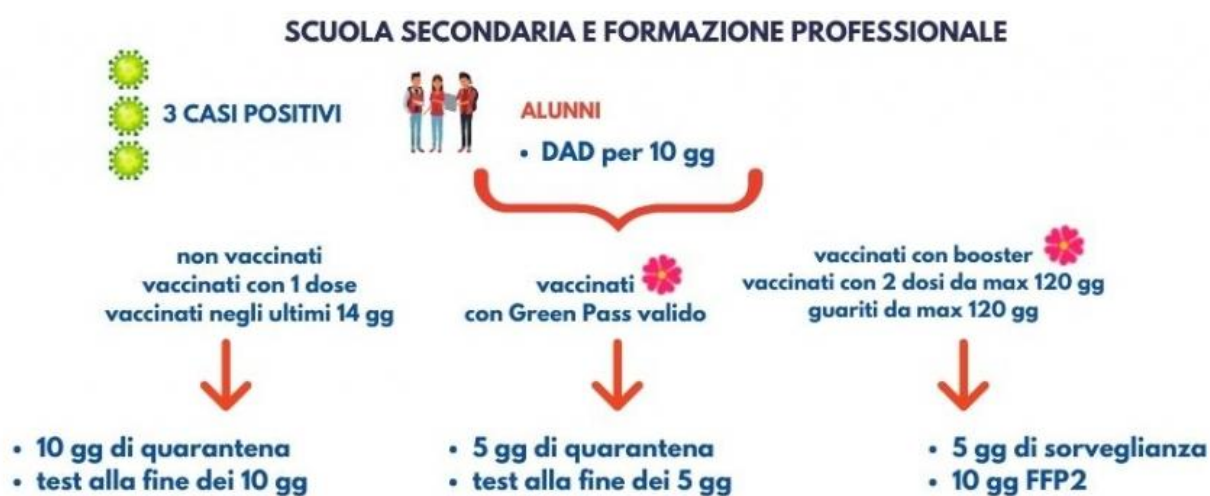 SCUOLA SECONDARIA E FORMAZIONE PROFESSIONALE
3 CASI POSITIVI
ALUNNI
• DAD per 10 gg
non vaccinati
vaccinati con 1 dose
vaccinati negli ultimi 14 gg
• 10 gg di quarantena
• test alla fine dei 10 gg
vaccinati
con Green Pass valido
• 5 gg di quarantena
• test alla fine dei 5 gg
vaccinati con booster
vaccinati con 2 dosi da max 120 gg
guariti da max 120 gg
• 5 gg di sorveglianza
• 10 gg FFP2